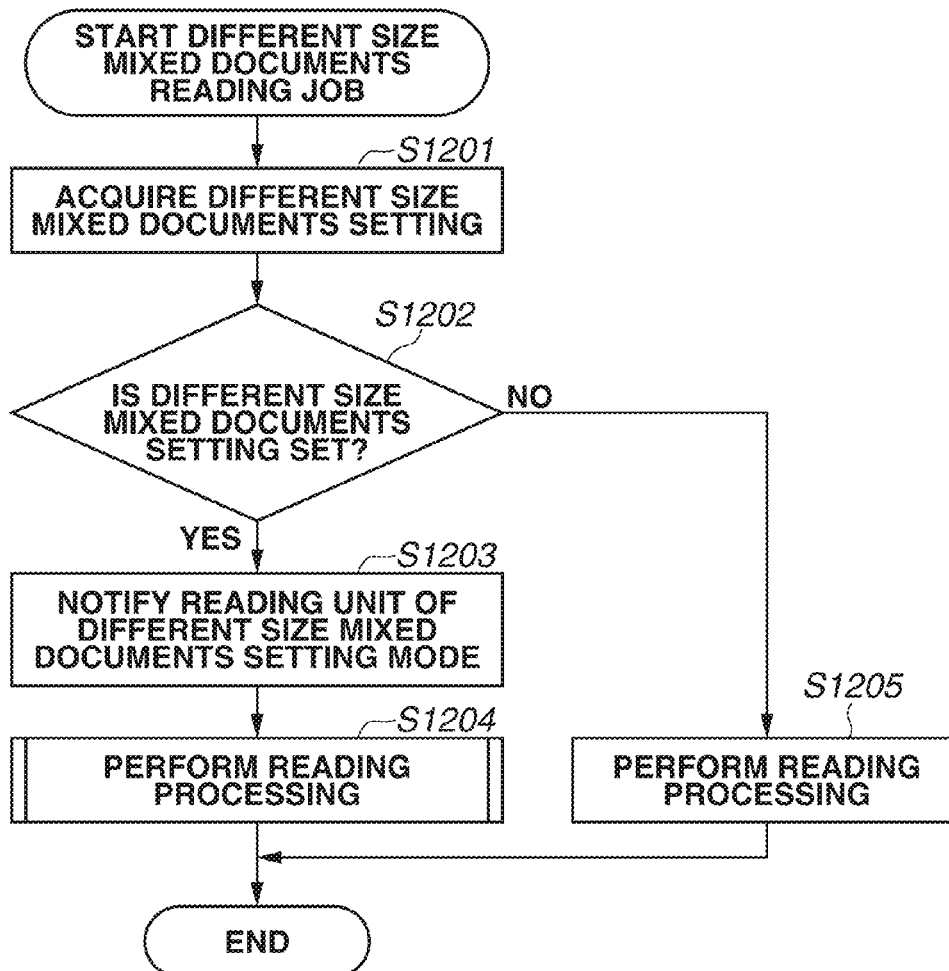 START DIFFERENT SIZE
MIXED DOCUMENTS
READING JOB
S1201
ACQUIRE DIFFERENT SIZE
MIXED DOCUMENTS SETTING
S1202
IS DIFFERENT SIZE
MIXED DOCUMENTS
SETTING SET?
NO
YES
S1203
NOTIFY READING UNIT OF
DIFFERENT SIZE MIXED
DOCUMENTS SETTING MODE
S1204
PERFORM READING
PROCESSING
S1205
PERFORM READING
PROCESSING
END